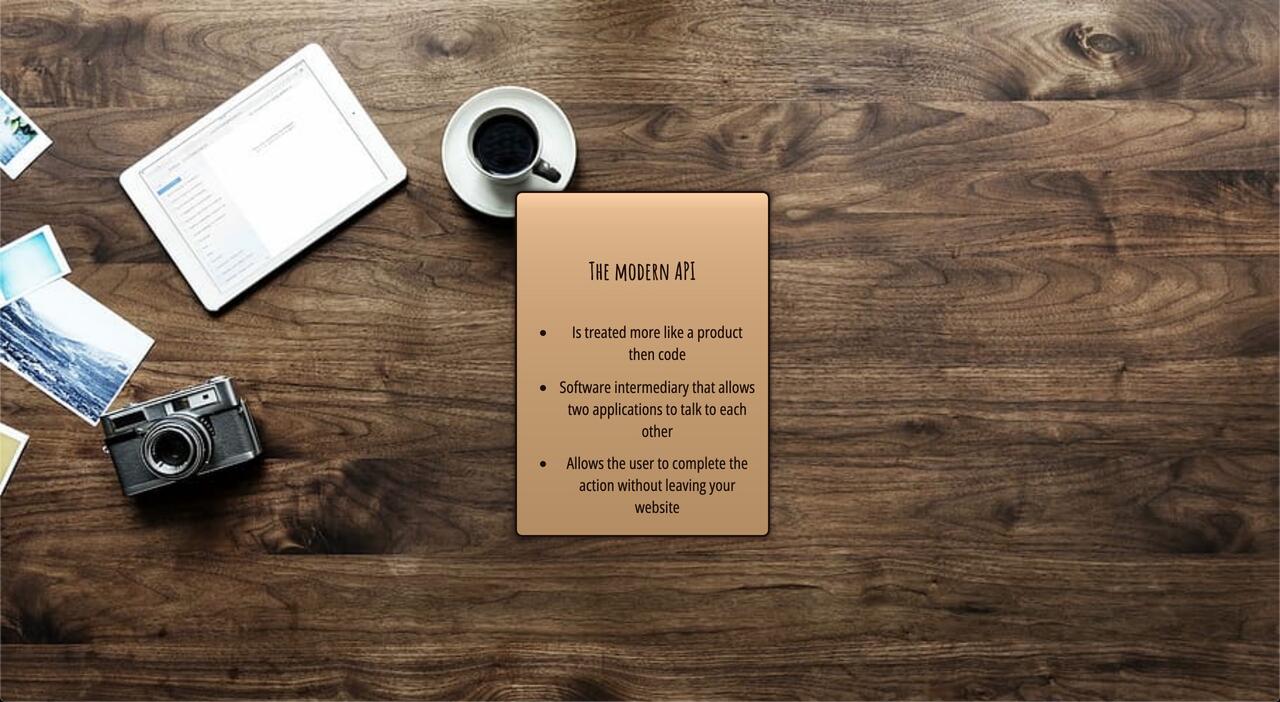 The modern API
• Is treated more like a product
then code
• Software intermediary that allows
two applications to talk to each
other
• Allows the user to complete the
action without leaving your
website